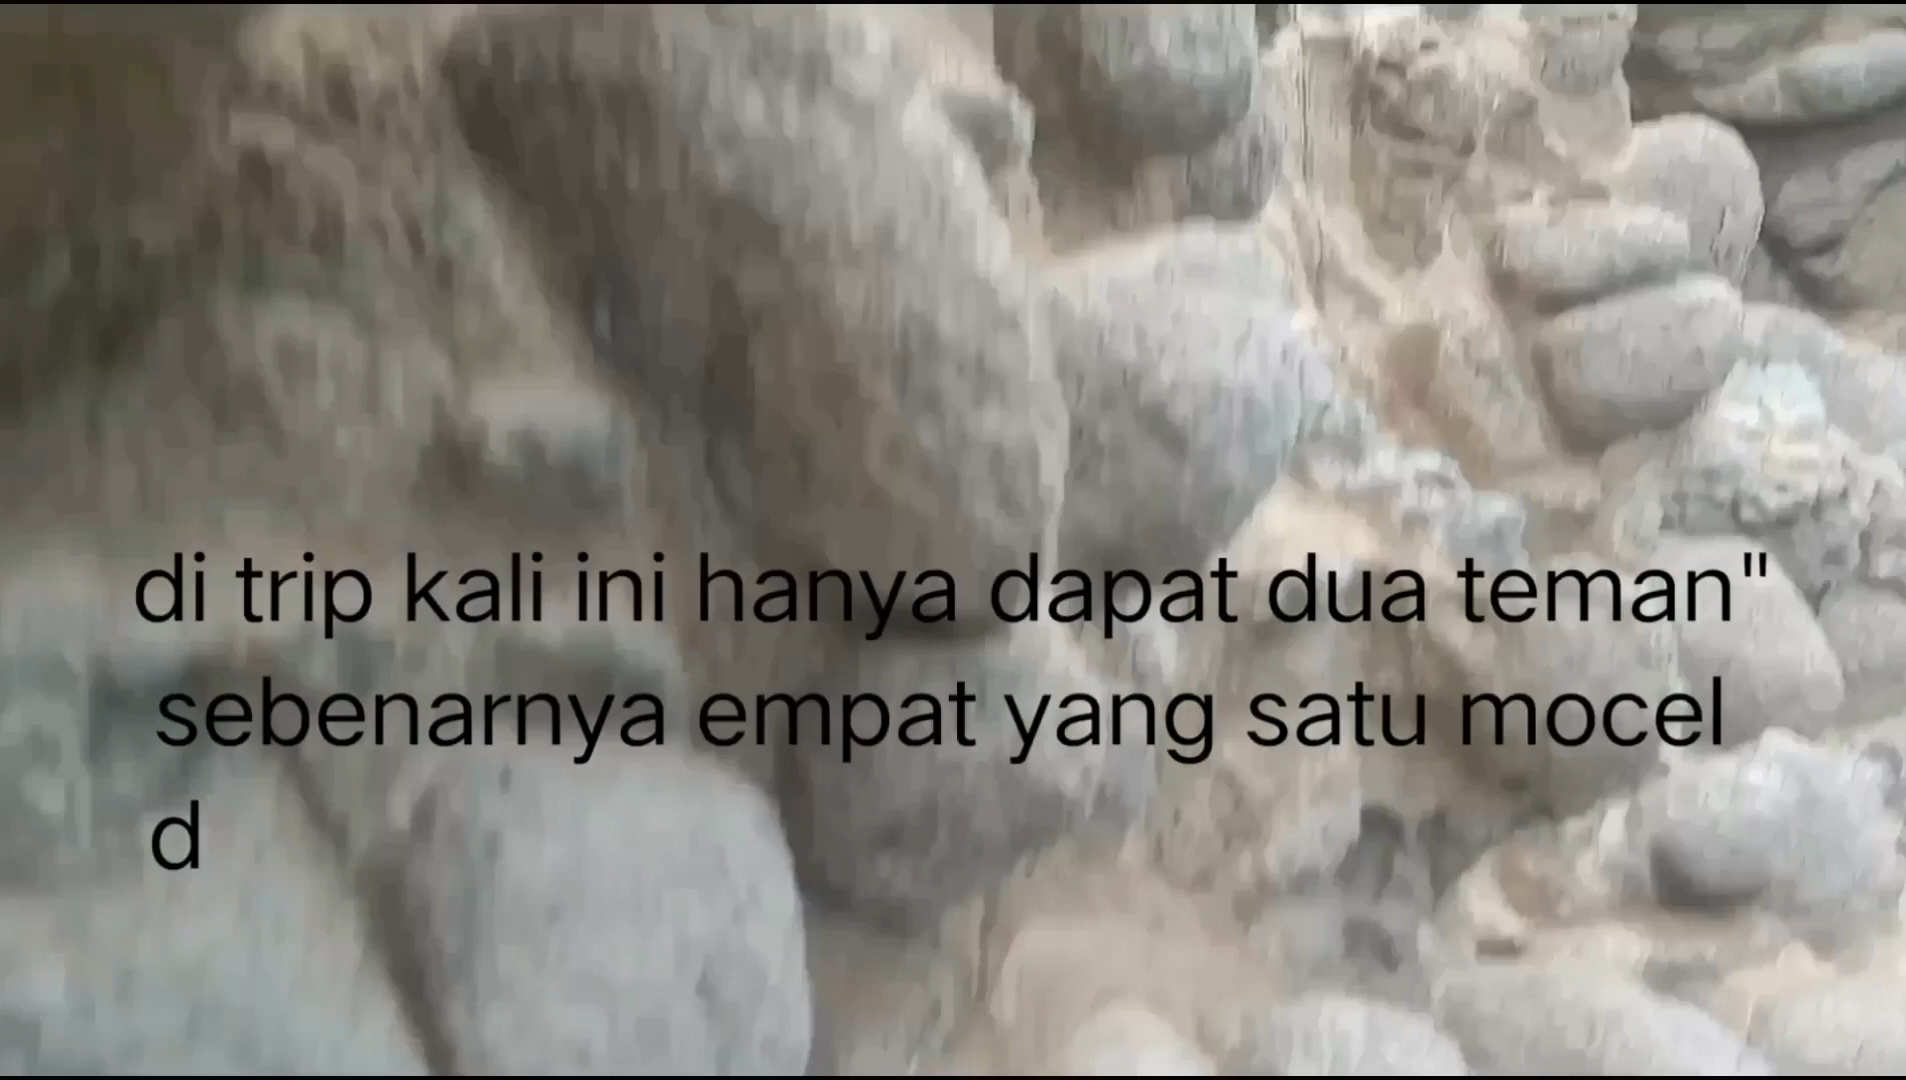 di trip kali ini hanya dapat dua teman"
sebenarnya empat yang satu mocel
d